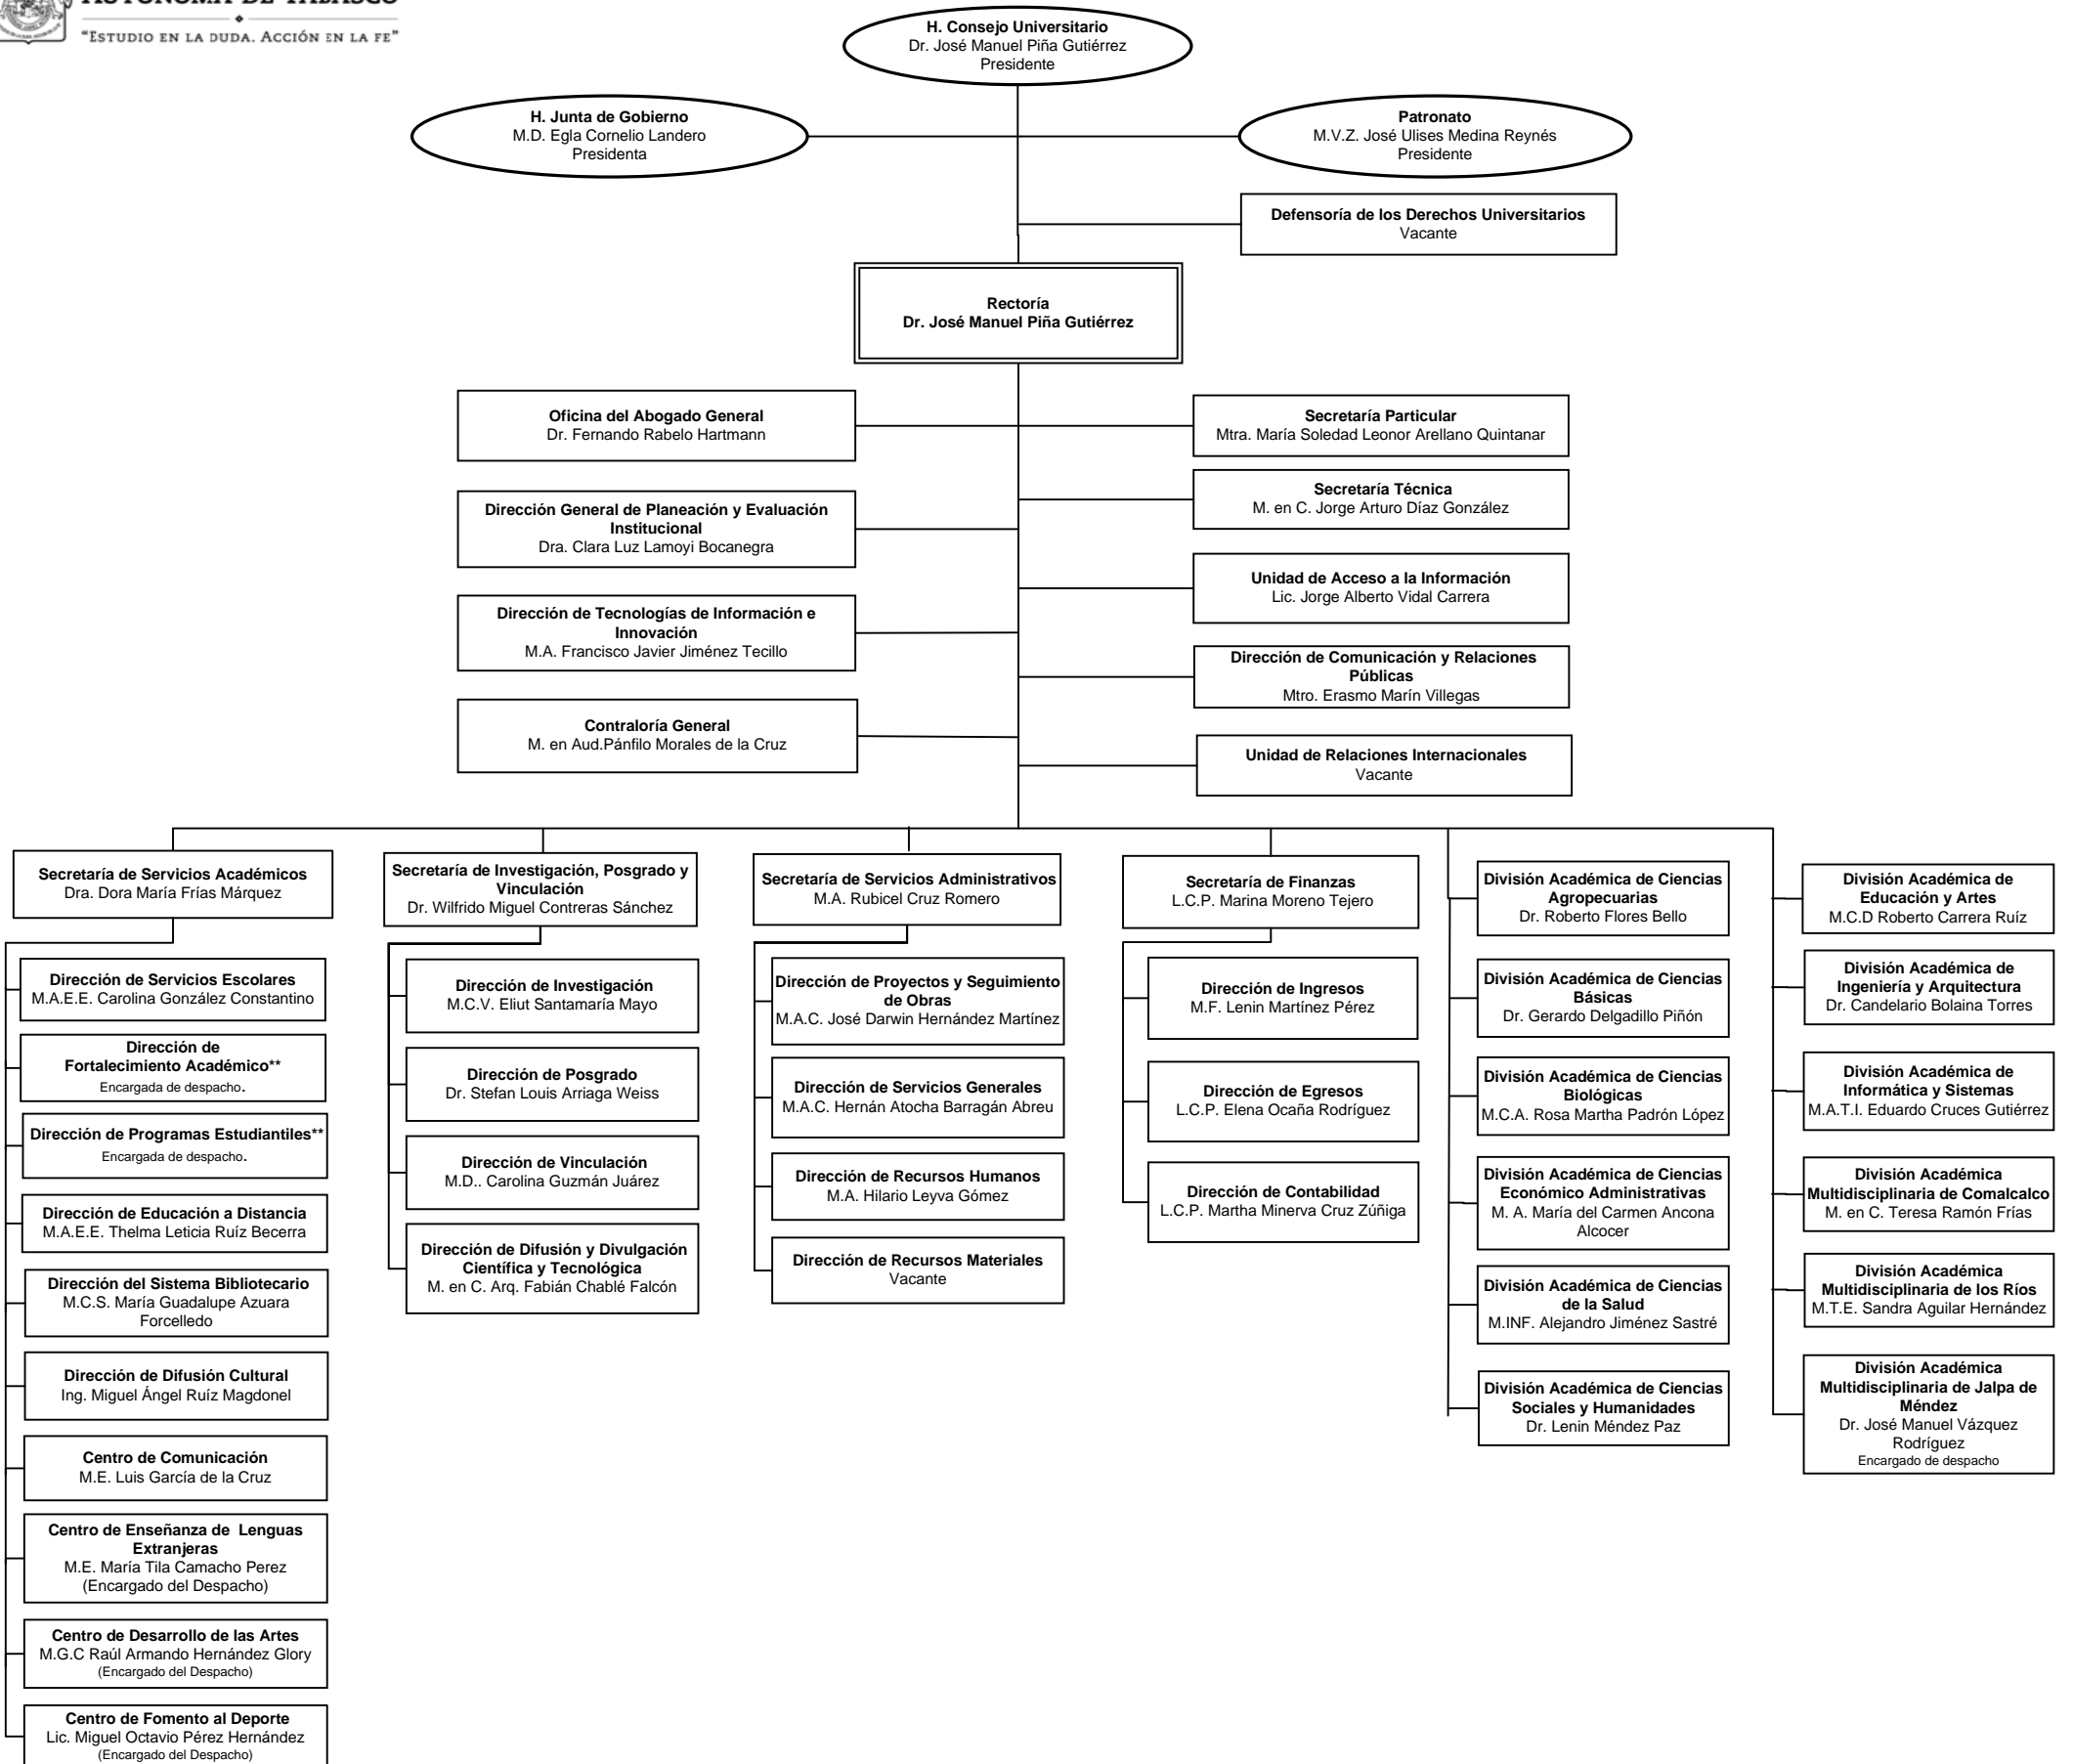 AUTÓNOMA DE TABASCO
"ESTUDIO EN LA DUDA. ACCIÓN EN LA FE"
H. Consejo Universitario
Dr. José Manuel Piña Gutiérrez
Presidente
H. Junta de Gobierno
M.D. Egla Cornelio Landero
Presidenta
Patronato
M.V.Z. José Ulises Medina Reynés
Presidente
Defensoría de los Derechos Universitarios
Vacante
Rectoría
Dr. José Manuel Piña Gutiérrez
Oficina del Abogado General
Dr. Fernando Rabelo Hartmann
Secretaría Particular
Mtra. María Soledad Leonor Arellano Quintanar
Dirección General de Planeación y Evaluación
Institucional
Dra. Clara Luz Lamoyi Bocanegra
Secretaría Técnica
M. en C. Jorge Arturo Díaz González
Unidad de Acceso a la Información
Lic. Jorge Alberto Vidal Carrera
Dirección de Tecnologías de Información e
Innovación
M.A. Francisco Javier Jiménez Tecillo
Dirección de Comunicación y Relaciones
Públicas
Mtro. Erasmo Marín Villegas
Contraloría General
M. en Aud.Pánfilo Morales de la Cruz
Unidad de Relaciones Internacionales
Vacante
Secretaría de Servicios Académicos
Dra. Dora María Frías Márquez
Dirección de Servicios Escolares
M.A.E.E. Carolina González Constantino
Dirección de
Fortalecimiento Académico**
Encargada de despacho.
Dirección de Programas Estudiantiles**
Encargada de despacho.
Dirección de Educación a Distancia
M.A.E.E. Thelma Leticia Ruíz Becerra
Dirección del Sistema Bibliotecario
M.C.S. María Guadalupe Azuara
Forcelledo
Dirección de Difusión Cultural
Ing. Miguel Ángel Ruíz Magdonel
Centro de Comunicación
M.E. Luis García de la Cruz
Centro de Enseñanza de  Lenguas
Extranjeras
M.E. María Tila Camacho Perez
(Encargado del Despacho)
Centro de Desarrollo de las Artes
M.G.C Raúl Armando Hernández Glory
(Encargado del Despacho)
Centro de Fomento al Deporte
Lic. Miguel Octavio Pérez Hernández
(Encargado del Despacho)
Secretaría de Investigación, Posgrado y
Vinculación
Dr. Wilfrido Miguel Contreras Sánchez
Dirección de Investigación
M.C.V. Eliut Santamaría Mayo
Dirección de Posgrado
Dr. Stefan Louis Arriaga Weiss
Dirección de Vinculación
M.D.. Carolina Guzmán Juárez
Dirección de Difusión y Divulgación
Científica y Tecnológica
M. en C. Arq. Fabián Chablé Falcón
Secretaría de Servicios Administrativos
M.A. Rubicel Cruz Romero
Dirección de Proyectos y Seguimiento
de Obras
M.A.C. José Darwin Hernández Martínez
Dirección de Servicios Generales
M.A.C. Hernán Atocha Barragán Abreu
Dirección de Recursos Humanos
M.A. Hilario Leyva Gómez
Dirección de Recursos Materiales
Vacante
Secretaría de Finanzas
L.C.P. Marina Moreno Tejero
Dirección de Ingresos
M.F. Lenin Martínez Pérez
Dirección de Egresos
L.C.P. Elena Ocaña Rodríguez
Dirección de Contabilidad
L.C.P. Martha Minerva Cruz Zúñiga
División Académica de Ciencias
Agropecuarias
Dr. Roberto Flores Bello
División Académica de Ciencias
Básicas
Dr. Gerardo Delgadillo Piñón
División Académica de Ciencias
Biológicas
M.C.A. Rosa Martha Padrón López
División Académica de Ciencias
Económico Administrativas
M. A. María del Carmen Ancona
Alcocer
División Académica de Ciencias
de la Salud
M.INF. Alejandro Jiménez Sastré
División Académica de Ciencias
Sociales y Humanidades
Dr. Lenin Méndez Paz
División Académica de
Educación y Artes
M.C.D Roberto Carrera Ruíz
División Académica de
Ingeniería y Arquitectura
Dr. Candelario Bolaina Torres
División Académica de
Informática y Sistemas
M.A.T.I. Eduardo Cruces Gutiérrez
División Académica
Multidisciplinaria de Comalcalco
M. en C. Teresa Ramón Frías
División Académica
Multidisciplinaria de los Ríos
M.T.E. Sandra Aguilar Hernández
División Académica
Multidisciplinaria de Jalpa de
Méndez
Dr. José Manuel Vázquez
Rodríguez
Encargado de despacho